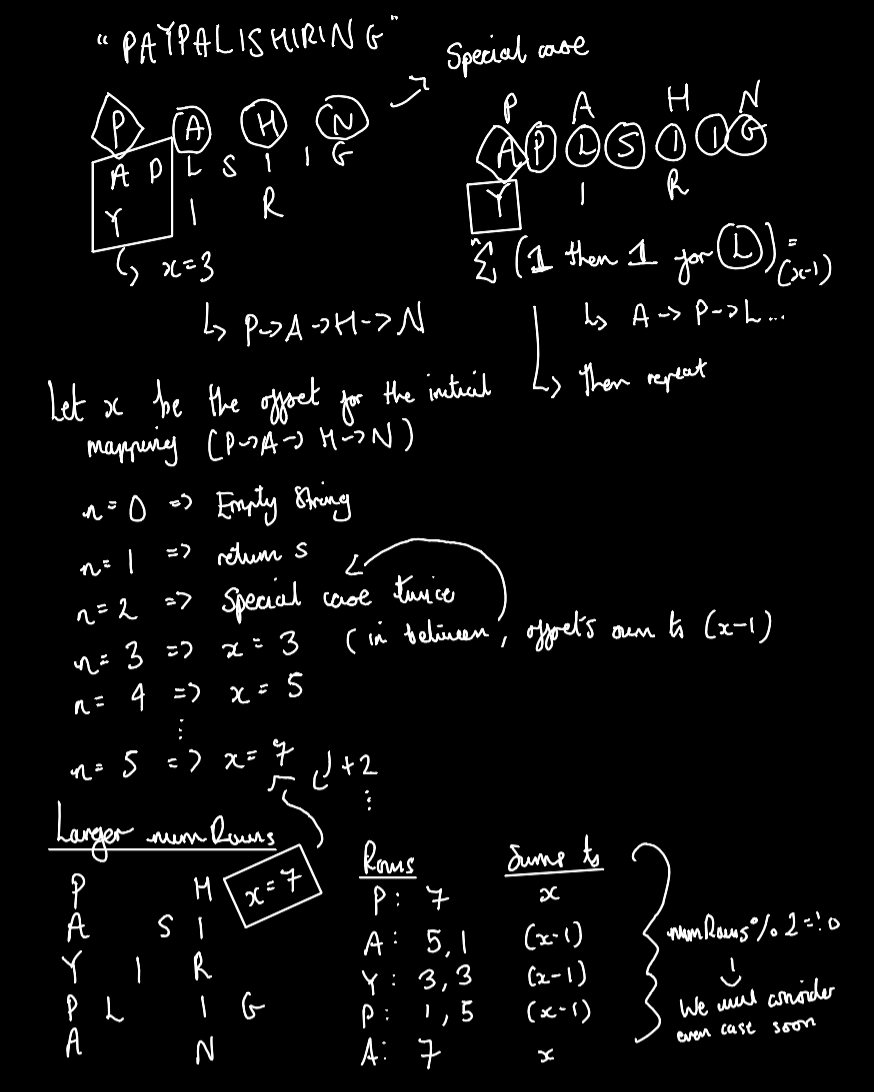 "PAYPALISHIRING"
Special case
P A H N
A P L S I I G
Y I R
x=3
P->A->H->N
P A H N
A P L S I I G
Y I R
n
Σ (1 then 1 for L) = (x-1)
A -> P->L...
Then repeat
Let x be the offset for the initial
mapping (P->A-> H->N)
n= 0 => Empty String
n= 1 => return s
n= 2 => Special case twice
(in between, offsets sum to (x-1)
n= 3 => x = 3
n= 4 => x = 5
⋮
n= 5 => x= 7
+2
⋮
Larger numRows
P H
A S I
Y I R
P L I G
A N
x=7
Rows Sums to
P: 7 x
A: 5,1 (x-1)
Y: 3,3 (x-1)
P: 1,5 (x-1)
A: 7 x
numRows % 2 =! 0
We must consider
even case soon